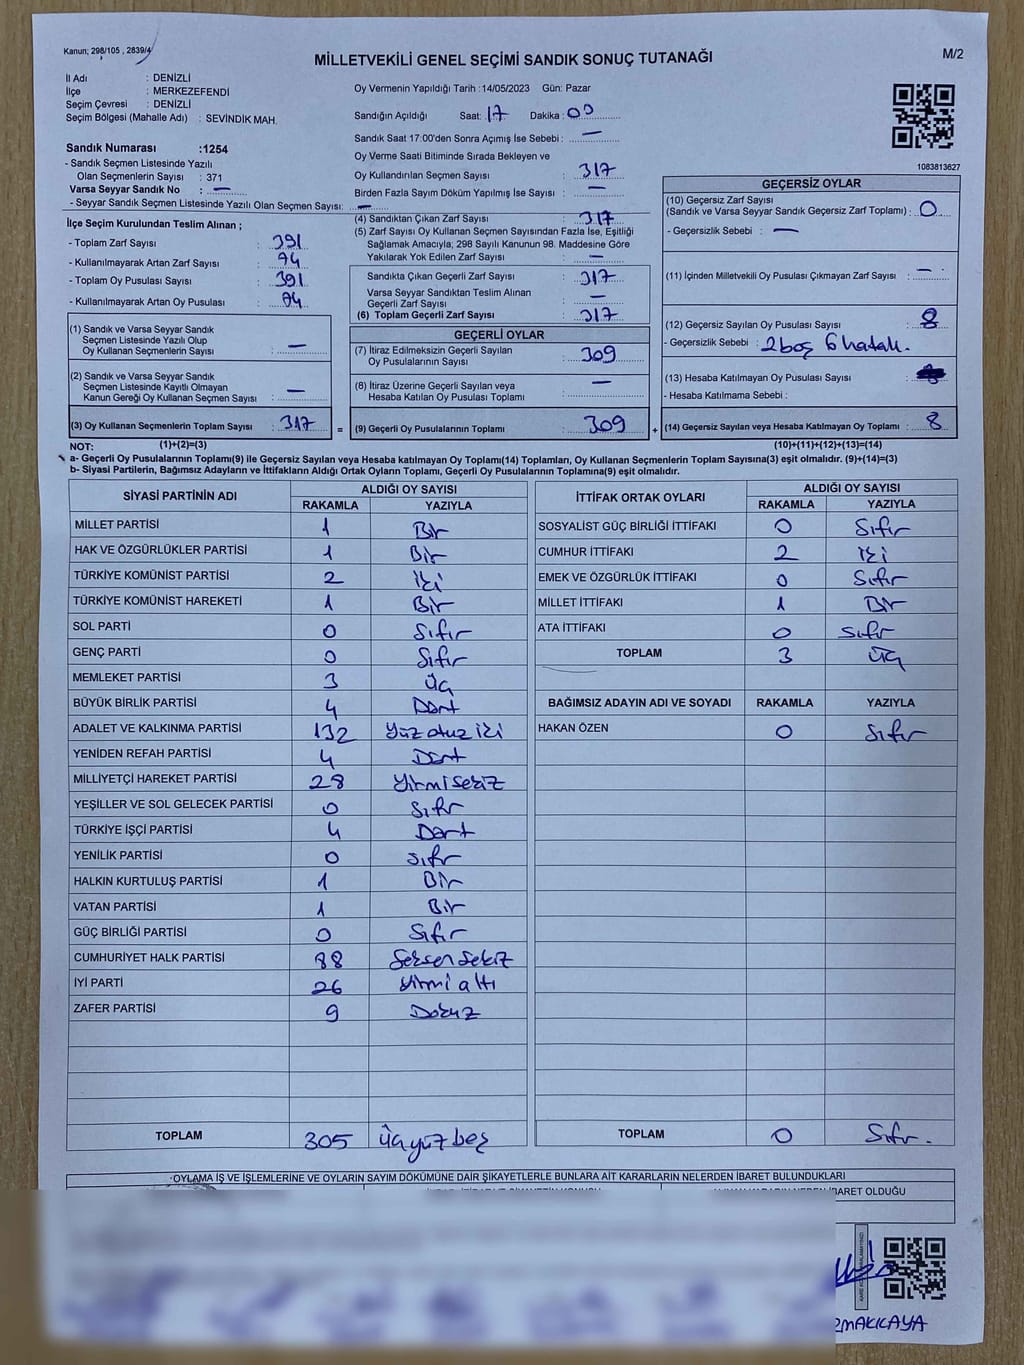 Kanun; 298/105 , 2839/4
MİLLETVEKİLİ GENEL SEÇİMİ SANDIK SONUÇ TUTANAĞI
M/2
İl Adı : DENİZLİ
İlçe : MERKEZEFENDİ
Seçim Çevresi : DENİZLİ
Seçim Bölgesi (Mahalle Adı) : SEVİNDİK MAH.
Sandık Numarası :1254
- Sandık Seçmen Listesinde Yazılı
Olan Seçmenlerin Sayısı : 371
Varsa Seyyar Sandık No : —
- Seyyar Sandık Seçmen Listesinde Yazılı Olan Seçmen Sayısı: —
İlçe Seçim Kurulundan Teslim Alınan ;
- Toplam Zarf Sayısı : 391
- Kullanılmayarak Artan Zarf Sayısı : 74
- Toplam Oy Pusulası Sayısı : 391
- Kullanılmayarak Artan Oy Pusulası : 74
(1) Sandık ve Varsa Seyyar Sandık
Seçmen Listesinde Yazılı Olup
Oy Kullanan Seçmenlerin Sayısı : —
(2) Sandık ve Varsa Seyyar Sandık
Seçmen Listesinde Kayıtlı Olmayan
Kanun Gereği Oy Kullanan Seçmen Sayısı : —
(3) Oy Kullanan Seçmenlerin Toplam Sayısı : 317
Oy Vermenin Yapıldığı Tarih :14/05/2023 Gün: Pazar
Sandığın Açıldığı Saat: 17 Dakika : 00
Sandık Saat 17:00'den Sonra Açımış İse Sebebi : —
Oy Verme Saati Bitiminde Sırada Bekleyen ve
Oy Kullandırılan Seçmen Sayısı : 317
Birden Fazla Sayım Döküm Yapılmış İse Sayısı : —
(4) Sandıktan Çıkan Zarf Sayısı : 317
(5) Zarf Sayısı Oy Kullanan Seçmen Sayısından Fazla İse, Eşitliği
Sağlamak Amacıyla; 298 Sayılı Kanunun 98. Maddesine Göre
Yakılarak Yok Edilen Zarf Sayısı : —
Sandıkta Çıkan Geçerli Zarf Sayısı : 317
Varsa Seyyar Sandıktan Teslim Alınan
Geçerli Zarf Sayısı : —
(6) Toplam Geçerli Zarf Sayısı : 317
GEÇERLİ OYLAR
(7) İtiraz Edilmeksizin Geçerli Sayılan
Oy Pusulalarının Sayısı : 309
(8) İtiraz Üzerine Geçerli Sayılan veya
Hesaba Katılan Oy Pusulası Toplamı : —
= (9) Geçerli Oy Pusulalarının Toplamı : 309 +
1083813627
GEÇERSİZ OYLAR
(10) Geçersiz Zarf Sayısı
(Sandık ve Varsa Seyyar Sandık Geçersiz Zarf Toplamı) : 0
- Geçersizlik Sebebi : —
(11) İçinden Milletvekili Oy Pusulası Çıkmayan Zarf Sayısı : —
(12) Geçersiz Sayılan Oy Pusulası Sayısı : 8
- Geçersizlik Sebebi : 2 boş 6 hatalı.
(13) Hesaba Katılmayan Oy Pusulası Sayısı :
- Hesaba Katılmama Sebebi :
(14) Geçersiz Sayılan veya Hesaba Katılmayan Oy Toplamı : 8
NOT: (1)+(2)=(3) (10)+(11)+(12)+(13)=(14)
a- Geçerli Oy Pusulalarının Toplamı(9) ile Geçersiz Sayılan veya Hesaba katılmayan Oy Toplamı(14) Toplamları, Oy Kullanan Seçmenlerin Toplam Sayısına(3) eşit olmalıdır. (9)+(14)=(3)
b- Siyasi Partilerin, Bağımsız Adayların ve İttifakların Aldığı Ortak Oyların Toplamı, Geçerli Oy Pusulalarının Toplamına(9) eşit olmalıdır.
SİYASİ PARTİNİN ADI ALDIĞI OY SAYISI
RAKAMLA YAZIYLA
MİLLET PARTİSİ 1 Bir
HAK VE ÖZGÜRLÜKLER PARTİSİ 1 Bir
TÜRKİYE KOMÜNİST PARTİSİ 2 iki
TÜRKİYE KOMÜNİST HAREKETİ 1 Bir
SOL PARTİ 0 Sıfır
GENÇ PARTİ 0 Sıfır
MEMLEKET PARTİSİ 3 üç
BÜYÜK BİRLİK PARTİSİ 4 Dört
ADALET VE KALKINMA PARTİSİ 132 Yüz otuz iki
YENİDEN REFAH PARTİSİ 4 Dört
MİLLİYETÇİ HAREKET PARTİSİ 28 Yirmi sekiz
YEŞİLLER VE SOL GELECEK PARTİSİ 0 Sıfır
TÜRKİYE İŞÇİ PARTİSİ 4 Dört
YENİLİK PARTİSİ 0 sıfır
HALKIN KURTULUŞ PARTİSİ 1 Bir
VATAN PARTİSİ 1 Bir
GÜÇ BİRLİĞİ PARTİSİ 0 Sıfır
CUMHURİYET HALK PARTİSİ 88 Seksen sekiz
İYİ PARTİ 26 Yirmi altı
ZAFER PARTİSİ 9 Dokuz
TOPLAM 305 üç yüz beş
İTTİFAK ORTAK OYLARI ALDIĞI OY SAYISI
RAKAMLA YAZIYLA
SOSYALİST GÜÇ BİRLİĞİ İTTİFAKI 0 Sıfır
CUMHUR İTTİFAKI 2 iki
EMEK VE ÖZGÜRLÜK İTTİFAKI 0 Sıfır
MİLLET İTTİFAKI 1 Bir
ATA İTTİFAKI 0 sıfır
TOPLAM 3 üç
BAĞIMSIZ ADAYIN ADI VE SOYADI RAKAMLA YAZIYLA
HAKAN ÖZEN 0 Sıfır
TOPLAM 0 Sıfır.
OYLAMA İŞ VE İŞLEMLERİNE VE OYLARIN SAYIM DÖKÜMÜNE DAİR ŞİKAYETLERLE BUNLARA AİT KARARLARIN NELERDEN İBARET BULUNDUKLARI
İBARET OLDUĞU